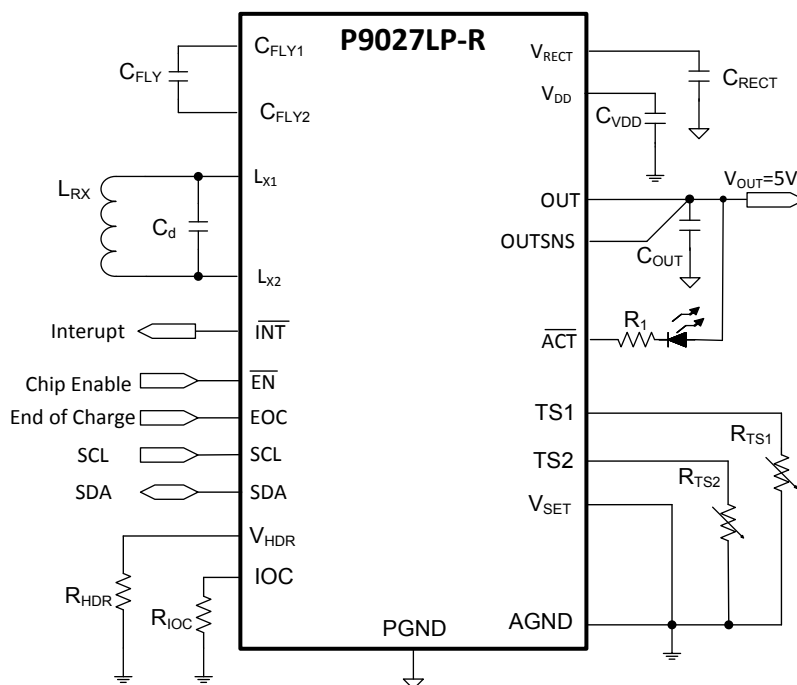 P9027LP-R
CFLY
CFLY1
CFLY2
LRX
Cd
LX1
LX2
Interupt
INT
Chip Enable
EN
End of Charge
EOC
SCL
SCL
SDA
SDA
VHDR
RHDR
IOC
RIOC
PGND
VRECT
CRECT
VDD
CVDD
OUT
VOUT=5V
OUTSNS
COUT
ACT
R1
TS1
RTS1
TS2
RTS2
VSET
AGND